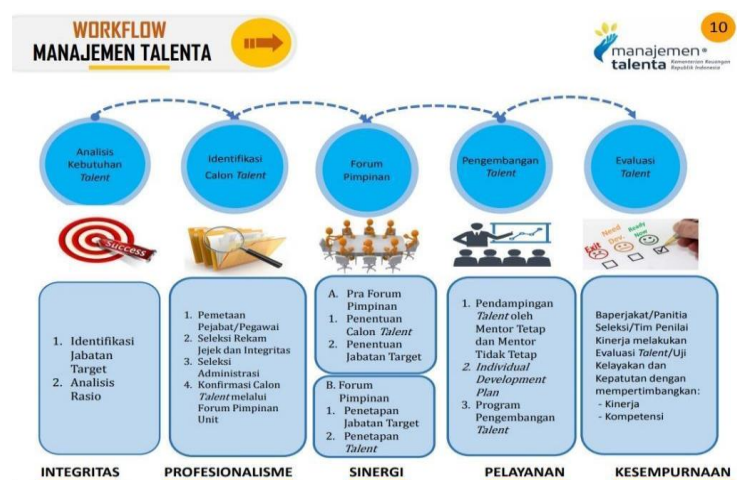 WORKFLOW
MANAJEMEN TALENTA
10
manajemen
talenta
Kementerian Keuangan
Republik Indonesia
Analisis
Kebutuhan
Talent
Identifikasi
Calon Talent
Forum
Pimpinan
Pengembangan
Talent
Evaluasi
Talent
Success
Exit
Need
Dev.
Ready
Now
1. Identifikasi
Jabatan
Target
2. Analisis
Rasio
1. Pemetaan
Pejabat/Pegawai
2. Seleksi Rekam
Jejek dan Integritas
3. Seleksi
Administrasi
4. Konfirmasi Calon
Talent melalui
Forum Pimpinan
Unit
A. Pra Forum
Pimpinan
1. Penentuan
Calon Talent
2. Penentuan
Jabatan Target
B. Forum
Pimpinan
1. Penetapan
Jabatan Target
2. Penetapan
Talent
1. Pendampingan
Talent oleh
Mentor Tetap
dan Mentor
Tidak Tetap
2. Individual
Development
Plan
3. Program
Pengembangan
Talent
Baperjakat/Panitia
Seleksi/Tim Penilai
Kinerja melakukan
Evaluasi Talent/Uji
Kelayakan dan
Kepatutan dengan
mempertimbangkan:
- Kinerja
- Kompetensi
INTEGRITAS
PROFESIONALISME
SINERGI
PELAYANAN
KESEMPURNAAN